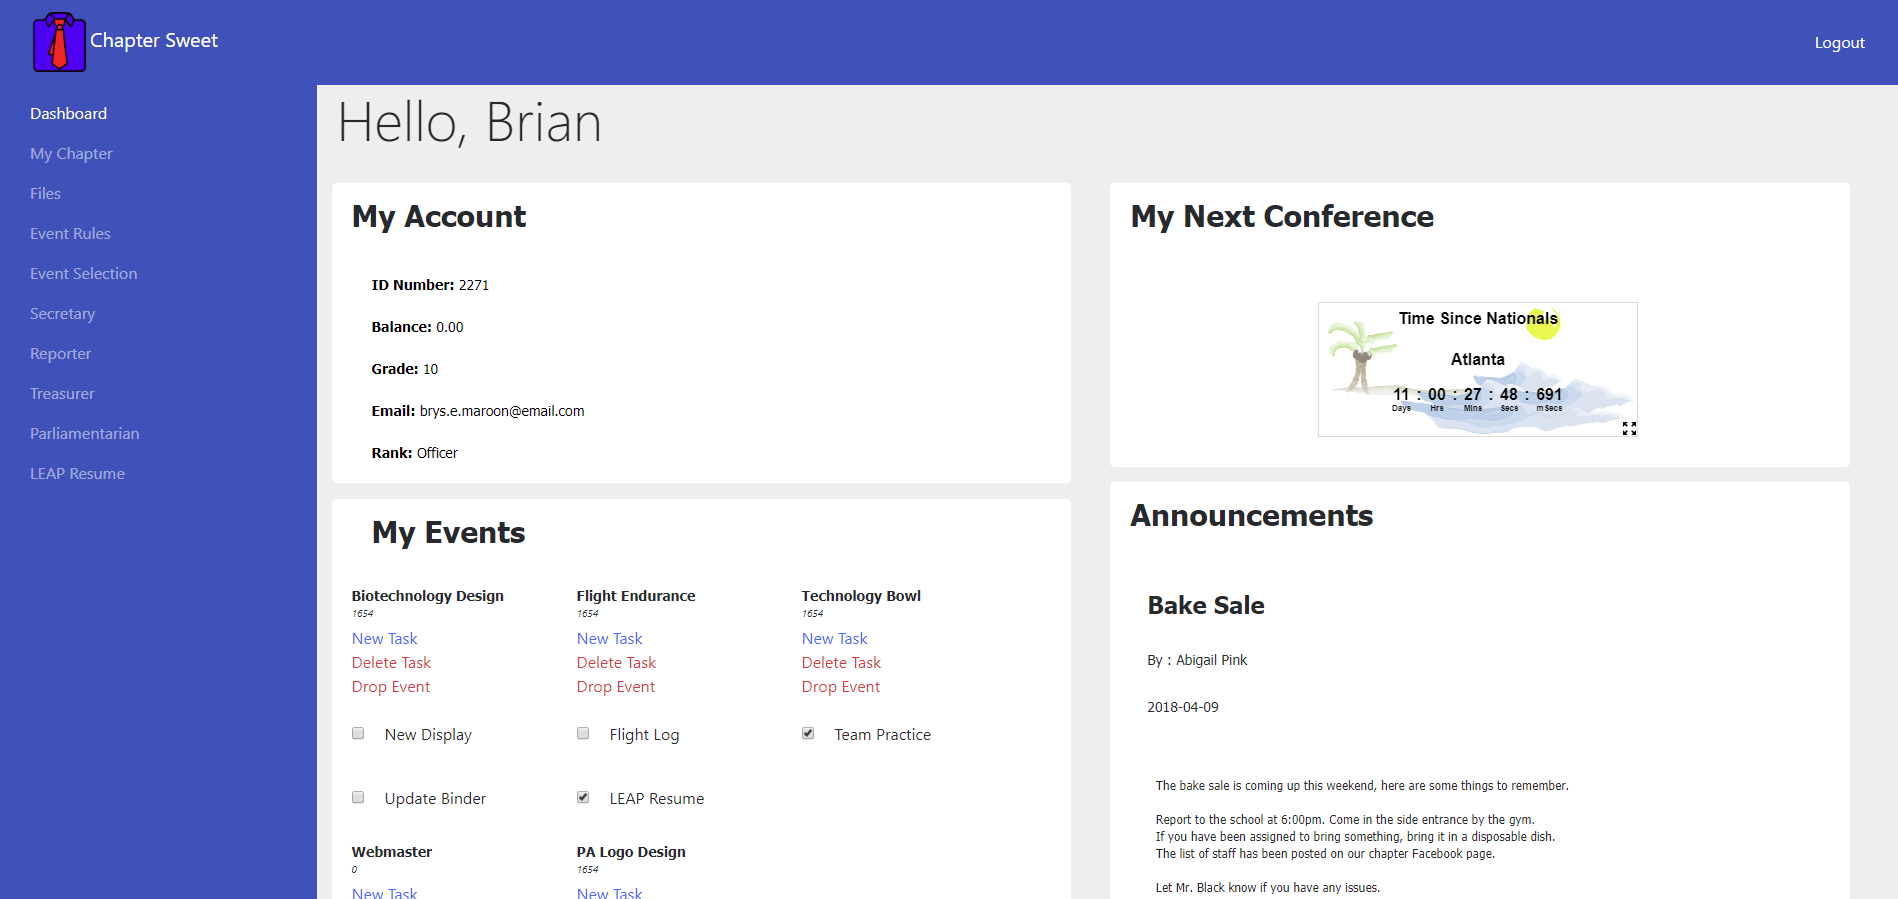 Chapter Sweet
Logout
Dashboard
My Chapter
Files
Event Rules
Event Selection
Secretary
Reporter
Treasurer
Parliamentarian
LEAP Resume
Hello, Brian
My Account
ID Number: 2271
Balance: 0.00
Grade: 10
Email: brys.e.maroon@email.com
Rank: Officer
My Events
Biotechnology Design
1654
New Task
Delete Task
Drop Event
New Display
Update Binder
Flight Endurance
1654
New Task
Delete Task
Drop Event
Flight Log
LEAP Resume
Technology Bowl
1654
New Task
Delete Task
Drop Event
Team Practice
Webmaster
0
New Task
PA Logo Design
1654
New Task
My Next Conference
Time Since Nationals
Atlanta
11 : 00 : 27 : 48 : 691
Days Hrs Mins Secs mSecs
Announcements
Bake Sale
By : Abigail Pink
2018-04-09
The bake sale is coming up this weekend, here are some things to remember.
Report to the school at 6:00pm. Come in the side entrance by the gym.
If you have been assigned to bring something, bring it in a disposable dish.
The list of staff has been posted on our chapter Facebook page.
Let Mr. Black know if you have any issues.